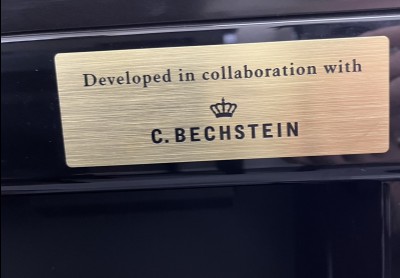 Developed in collaboration with
C. BECHSTEIN